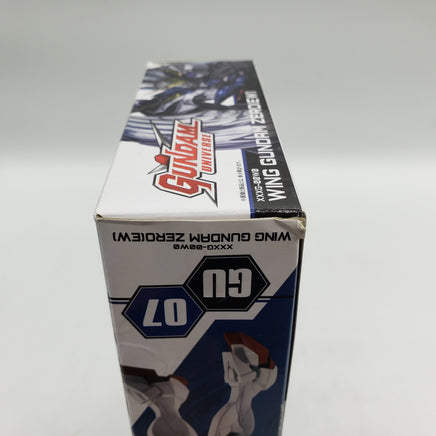 GUNDAM
UNIVERSE
XXXG-00W0
WING GUNDAM ZERO(EW)
XXXG-00W0
WING GUNDAM ZERO(EW)
GU
07